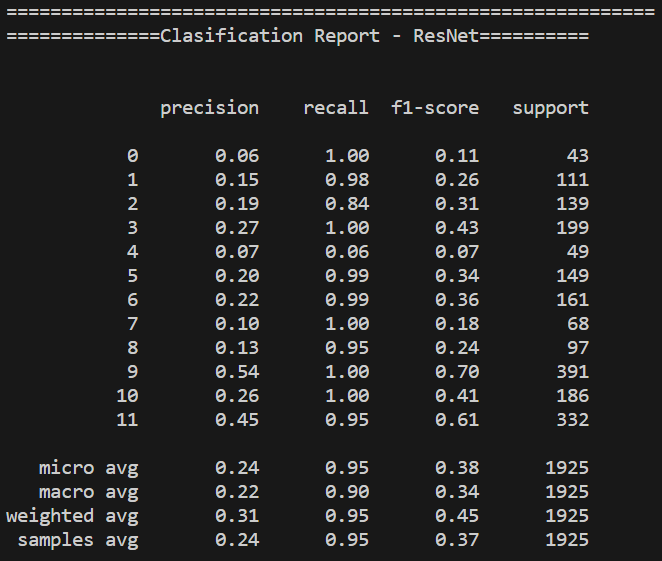 ===========================================================
==============Clasification Report - ResNet==========
precision recall f1-score support
0 0.06 1.00 0.11 43
1 0.15 0.98 0.26 111
2 0.19 0.84 0.31 139
3 0.27 1.00 0.43 199
4 0.07 0.06 0.07 49
5 0.20 0.99 0.34 149
6 0.22 0.99 0.36 161
7 0.10 1.00 0.18 68
8 0.13 0.95 0.24 97
9 0.54 1.00 0.70 391
10 0.26 1.00 0.41 186
11 0.45 0.95 0.61 332
micro avg 0.24 0.95 0.38 1925
macro avg 0.22 0.90 0.34 1925
weighted avg 0.31 0.95 0.45 1925
samples avg 0.24 0.95 0.37 1925